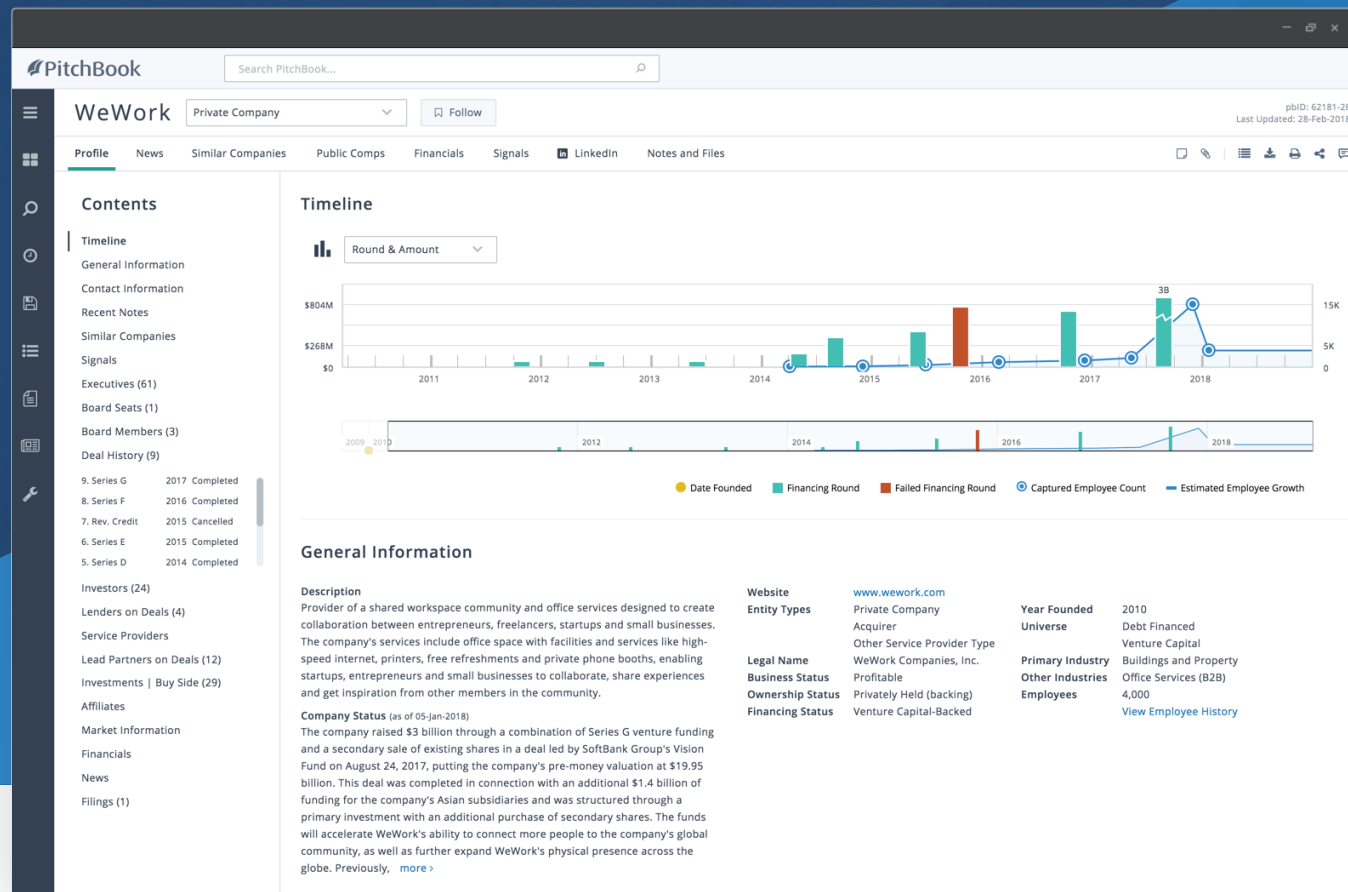 PitchBook
Search PitchBook...
WeWork
Private Company
Follow
pbID: 62181-28
Last Updated: 28-Feb-2018
Profile
News
Similar Companies
Public Comps
Financials
Signals
in LinkedIn
Notes and Files
Contents
Timeline
General Information
Contact Information
Recent Notes
Similar Companies
Signals
Executives (61)
Board Seats (1)
Board Members (3)
Deal History (9)
9. Series G 2017 Completed
8. Series F 2016 Completed
7. Rev. Credit 2015 Cancelled
6. Series E 2015 Completed
5. Series D 2014 Completed
Investors (24)
Lenders on Deals (4)
Service Providers
Lead Partners on Deals (12)
Investments | Buy Side (29)
Affiliates
Market Information
Financials
News
Filings (1)
Timeline
Round & Amount
3B
$804M
15K
$268M
5K
$0
0
2011 2012 2013 2014 2015 2016 2017 2018
2009 2010 2012 2014 2016 2018
Date Founded
Financing Round
Failed Financing Round
Captured Employee Count
Estimated Employee Growth
General Information
Description
Provider of a shared workspace community and office services designed to create
collaboration between entrepreneurs, freelancers, startups and small businesses.
The company's services include office space with facilities and services like high-
speed internet, printers, free refreshments and private phone booths, enabling
startups, entrepreneurs and small businesses to collaborate, share experiences
and get inspiration from other members in the community.
Company Status (as of 05-Jan-2018)
The company raised $3 billion through a combination of Series G venture funding
and a secondary sale of existing shares in a deal led by SoftBank Group's Vision
Fund on August 24, 2017, putting the company's pre-money valuation at $19.95
billion. This deal was completed in connection with an additional $1.4 billion of
funding for the company's Asian subsidiaries and was structured through a
primary investment with an additional purchase of secondary shares. The funds
will accelerate WeWork's ability to connect more people to the company's global
community, as well as further expand WeWork's physical presence across the
globe. Previously, more ›
Website www.wework.com
Entity Types Private Company
Acquirer
Other Service Provider Type
Legal Name WeWork Companies, Inc.
Business Status Profitable
Ownership Status Privately Held (backing)
Financing Status Venture Capital-Backed
Year Founded 2010
Universe Debt Financed
Venture Capital
Primary Industry Buildings and Property
Other Industries Office Services (B2B)
Employees 4,000
View Employee History